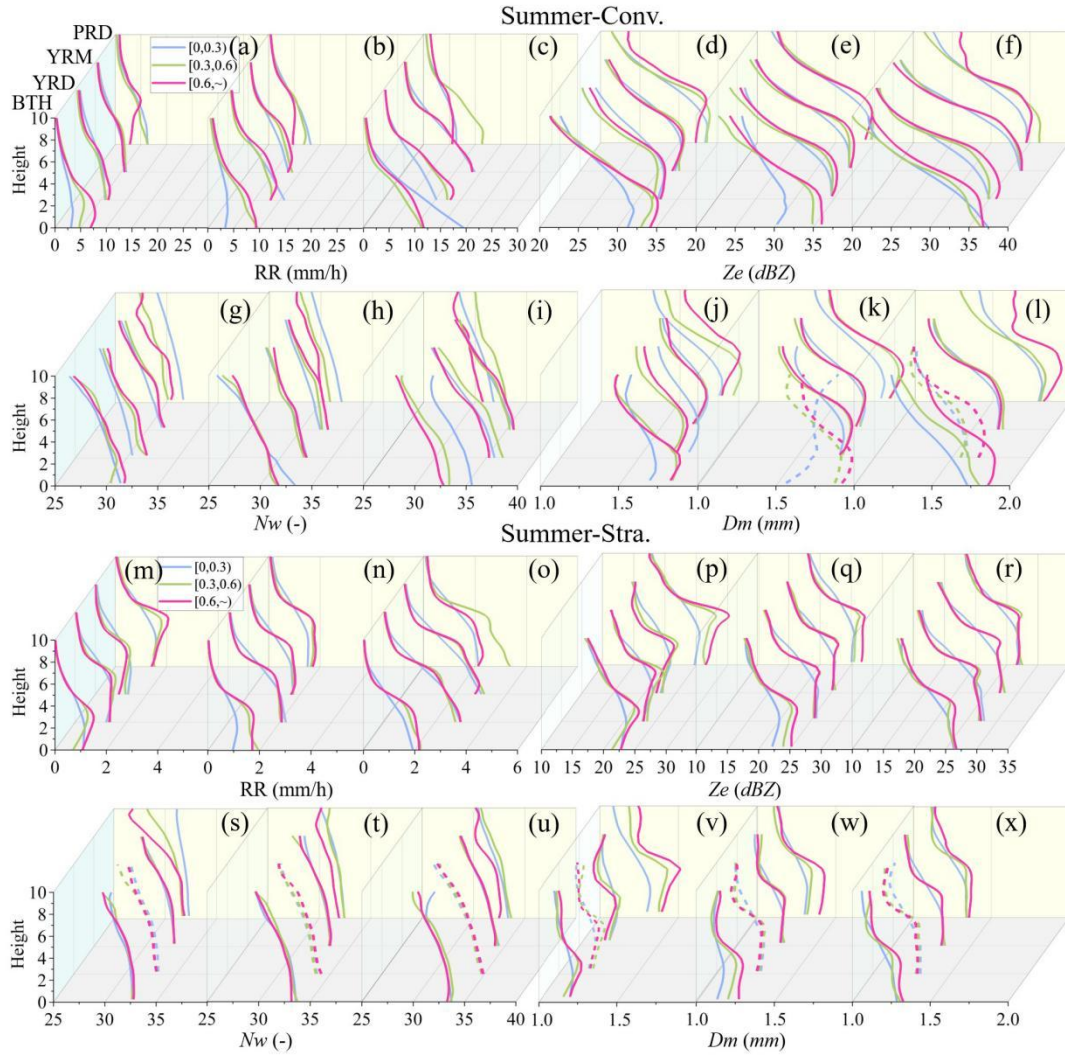 Summer-Conv.
PRD
YRM
YRD
BTH
[0,0.3)
[0.3,0.6)
[0.6,~)
(a) (b) (c) (d) (e) (f)
Height
10
8
6
4
2
0
0 5 10 15 20 25 0 5 10 15 20 25 0 5 10 15 20 25 30
20 25 30 35 20 25 30 35 20 25 30 35 40
RR (mm/h) Ze (dBZ)
(g) (h) (i) (j) (k) (l)
Height
10
8
6
4
2
0
25 30 35 25 30 35 25 30 35 40
1.0 1.5 1.0 1.5 1.0 1.5 2.0
Nw (-) Dm (mm)
Summer-Stra.
[0,0.3)
[0.3,0.6)
[0.6,~)
(m) (n) (o) (p) (q) (r)
Height
10
8
6
4
2
0
0 2 4 0 2 4 0 2 4 6
10 15 20 25 30 10 15 20 25 30 10 15 20 25 30 35
RR (mm/h) Ze (dBZ)
(s) (t) (u) (v) (w) (x)
Height
10
8
6
4
2
0
25 30 35 25 30 35 25 30 35 40
1.0 1.5 1.0 1.5 1.0 1.5 2.0
Nw (-) Dm (mm)